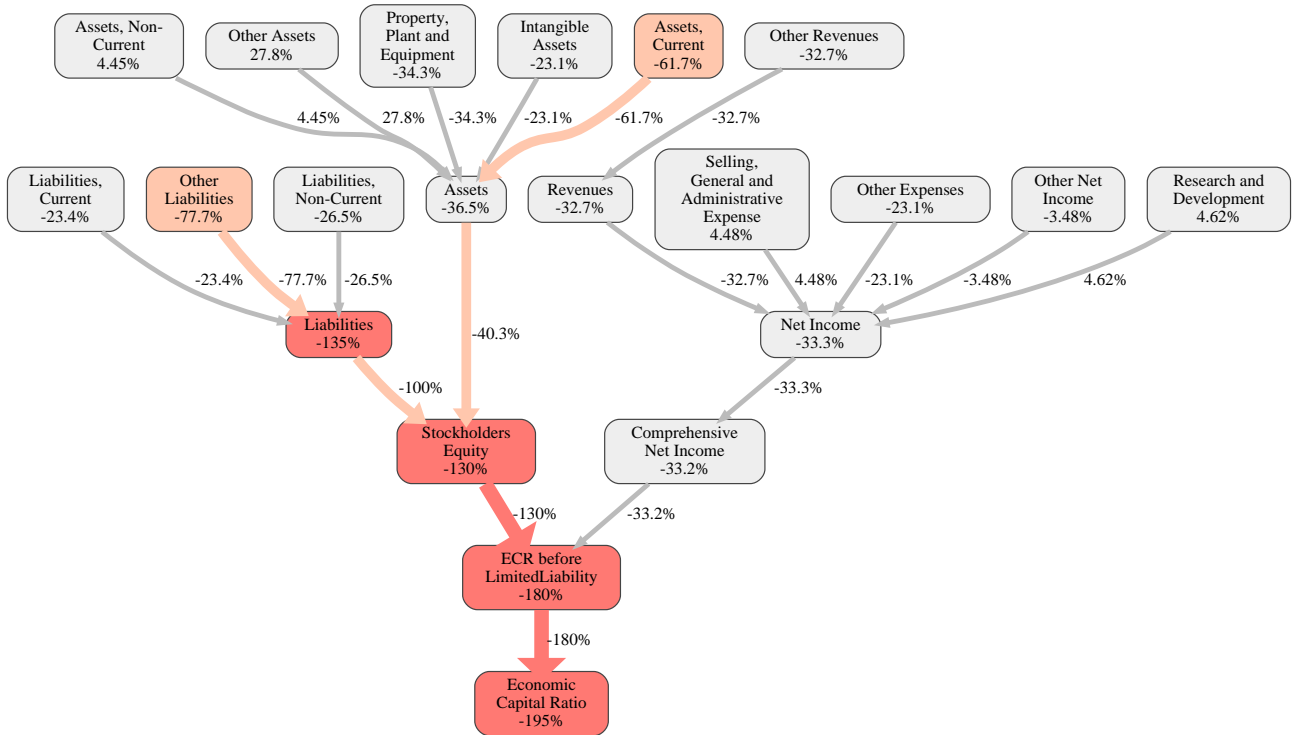 Assets, Non-
Current
4.45%
Other Assets
27.8%
Property,
Plant and
Equipment
-34.3%
Intangible
Assets
-23.1%
Assets,
Current
-61.7%
Other Revenues
-32.7%
4.45%
27.8%
-34.3%
-23.1%
-61.7%
-32.7%
Liabilities,
Current
-23.4%
Other
Liabilities
-77.7%
Liabilities,
Non-Current
-26.5%
Assets
-36.5%
Revenues
-32.7%
Selling,
General and
Administrative
Expense
4.48%
Other Expenses
-23.1%
Other Net
Income
-3.48%
Research and
Development
4.62%
-23.4%
-77.7%
-26.5%
-32.7%
4.48%
-23.1%
-3.48%
4.62%
Liabilities
-135%
-40.3%
Net Income
-33.3%
-100%
-33.3%
Stockholders
Equity
-130%
Comprehensive
Net Income
-33.2%
-130%
-33.2%
ECR before
LimitedLiability
-180%
-180%
Economic
Capital Ratio
-195%